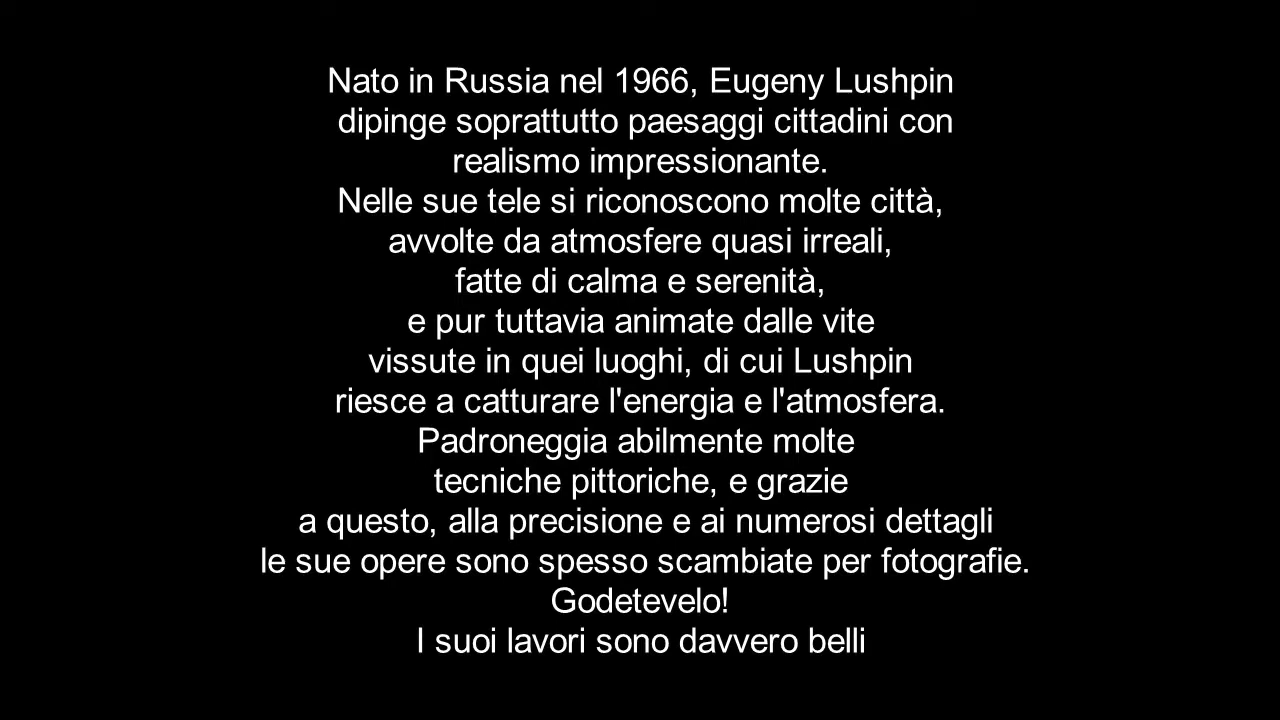 Nato in Russia nel 1966, Eugeny Lushpin
dipinge soprattutto paesaggi cittadini con
realismo impressionante.
Nelle sue tele si riconoscono molte città,
avvolte da atmosfere quasi irreali,
fatte di calma e serenità,
e pur tuttavia animate dalle vite
vissute in quei luoghi, di cui Lushpin
riesce a catturare l'energia e l'atmosfera.
Padroneggia abilmente molte
tecniche pittoriche, e grazie
a questo, alla precisione e ai numerosi dettagli
le sue opere sono spesso scambiate per fotografie.
Godetevelo!
I suoi lavori sono davvero belli